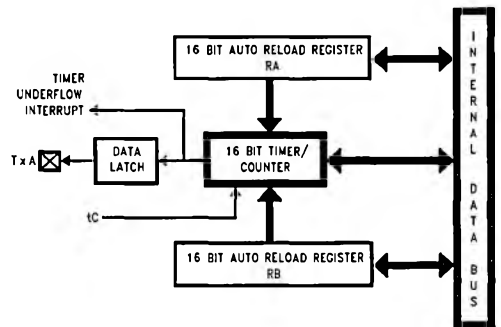 16 BIT AUTO RELOAD REGISTER
RA
TIMER
UNDERFLOW
INTERRUPT
TxA
DATA
LATCH
16 BIT TIMER/
COUNTER
tC
16 BIT AUTO RELOAD REGISTER
RB
INTERNAL DATA BUS